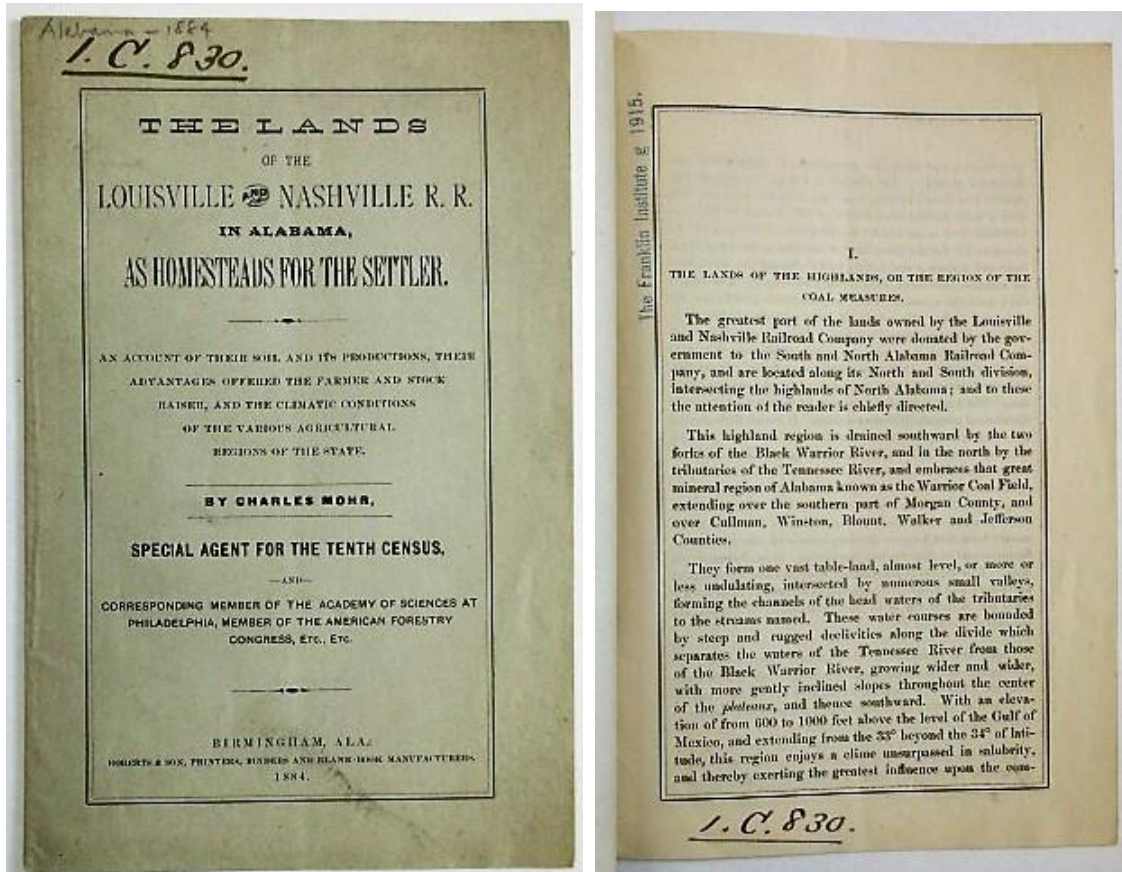 Alabama - 1884
I. C. 830.
THE LANDS
OF THE
LOUISVILLE AND NASHVILLE R. R.
IN ALABAMA,
AS HOMESTEADS FOR THE SETTLER.
AN ACCOUNT OF THEIR SOIL AND ITS PRODUCTIONS, THEIR
ADVANTAGES OFFERED THE FARMER AND STOCK
RAISER, AND THE CLIMATIC CONDITIONS
OF THE VARIOUS AGRICULTURAL
REGIONS OF THE STATE.
BY CHARLES MOHR,
SPECIAL AGENT FOR THE TENTH CENSUS,
—AND—
CORRESPONDING MEMBER OF THE ACADEMY OF SCIENCES AT
PHILADELPHIA, MEMBER OF THE AMERICAN FORESTRY
CONGRESS, ETC., ETC.
BIRMINGHAM, ALA.:
ROBERTS & SON, PRINTERS, BINDERS AND BLANK-BOOK MANUFACTURERS.
1884.
The Franklin Institute g 1915.
I.
THE LANDS OF THE HIGHLANDS, OR THE REGION OF THE
COAL MEASURES.
The greatest part of the lands owned by the Louisville
and Nashville Railroad Company were donated by the gov-
ernment to the South and North Alabama Railroad Com-
pany, and are located along its North and South division,
intersecting the highlands of North Alabama; and to these
the attention of the reader is chiefly directed.
This highland region is drained southward by the two
forks of the Black Warrior River, and in the north by the
tributaries of the Tennessee River, and embraces that great
mineral region of Alabama known as the Warrior Coal Field,
extending over the southern part of Morgan County, and
over Cullman, Winston, Blount, Walker and Jefferson
Counties.
They form one vast table-land, almost level, or more or
less undulating, intersected by numerous small valleys,
forming the channels of the head waters of the tributaries
to the streams named. These water courses are bounded
by steep and rugged declivities along the divide which
separates the waters of the Tennessee River from those
of the Black Warrior River, growing wider and wider,
with more gently inclined slopes throughout the center
of the plateaux, and thence southward. With an eleva-
tion of from 600 to 1000 feet above the level of the Gulf of
Mexico, and extending from the 33° beyond the 34° of lati-
tude, this region enjoys a clime unsurpassed in salubrity,
and thereby exerting the greatest influence upon the com-
I. C. 830.